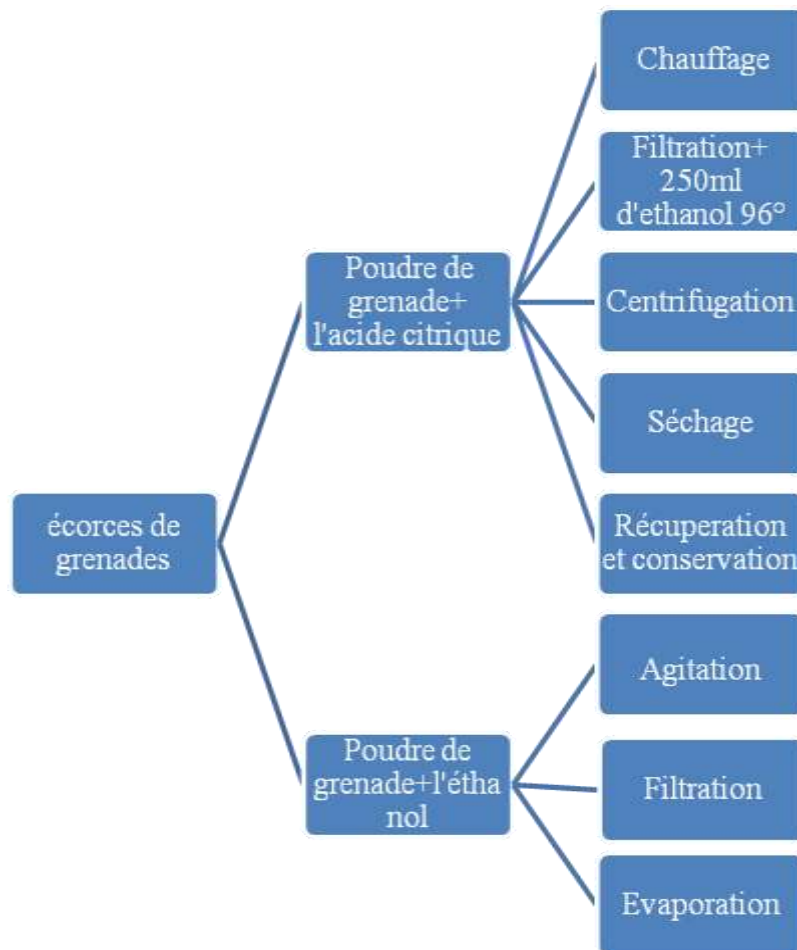 écorces de
grenades
Poudre de
grenade+
l'acide citrique
Chauffage
Filtration+
250ml
d'ethanol 96°
Centrifugation
Séchage
Récuperation
et conservation
Poudre de
grenade+l'étha
nol
Agitation
Filtration
Evaporation